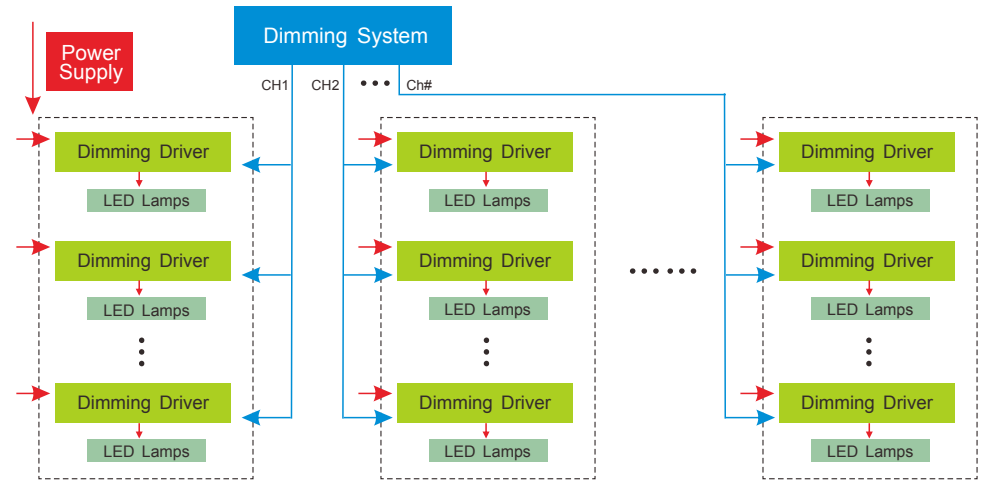 Dimming System
Power
Supply
CH1 CH2 Ch#
Dimming Driver Dimming Driver Dimming Driver
LED Lamps LED Lamps LED Lamps
Dimming Driver Dimming Driver Dimming Driver
LED Lamps LED Lamps LED Lamps
Dimming Driver Dimming Driver Dimming Driver
LED Lamps LED Lamps LED Lamps